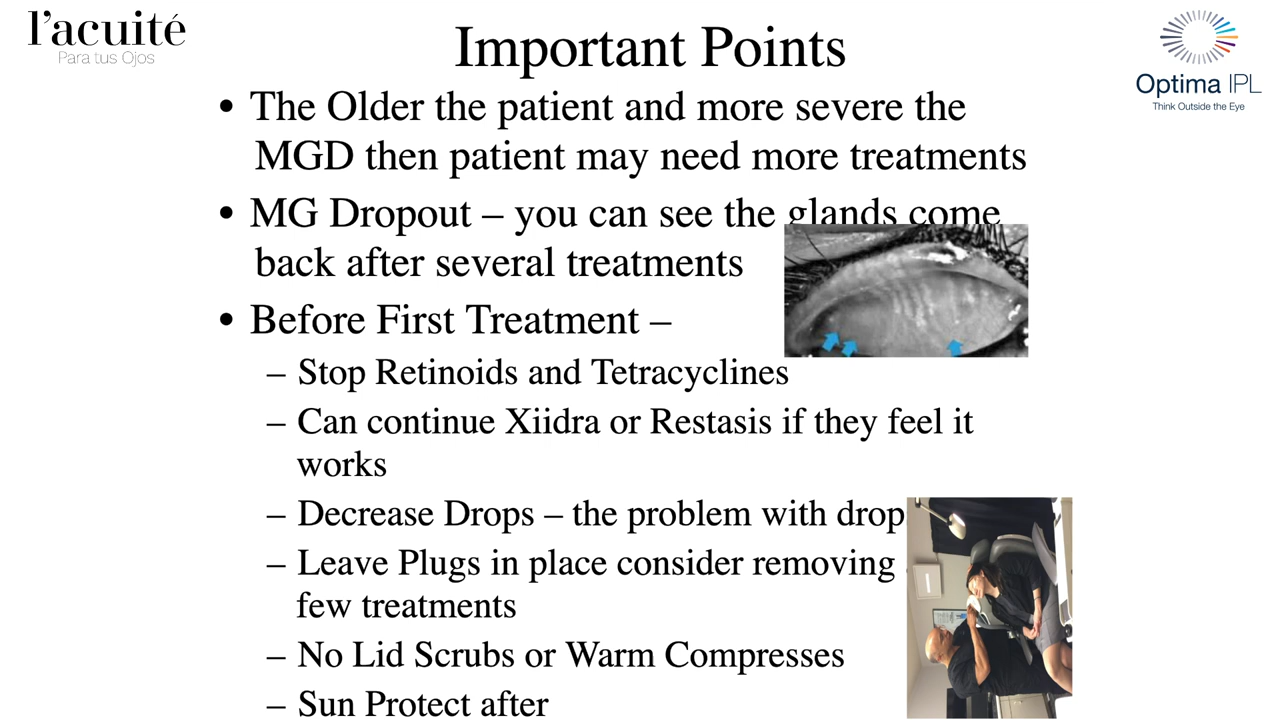 l'acuité
Para tus Ojos
Optima IPL
Think Outside the Eye
Important Points
• The Older the patient and more severe the
MGD then patient may need more treatments
• MG Dropout – you can see the glands come
back after several treatments
• Before First Treatment –
– Stop Retinoids and Tetracyclines
– Can continue Xiidra or Restasis if they feel it
works
– Decrease Drops – the problem with drop
– Leave Plugs in place consider removing
few treatments
– No Lid Scrubs or Warm Compresses
– Sun Protect after